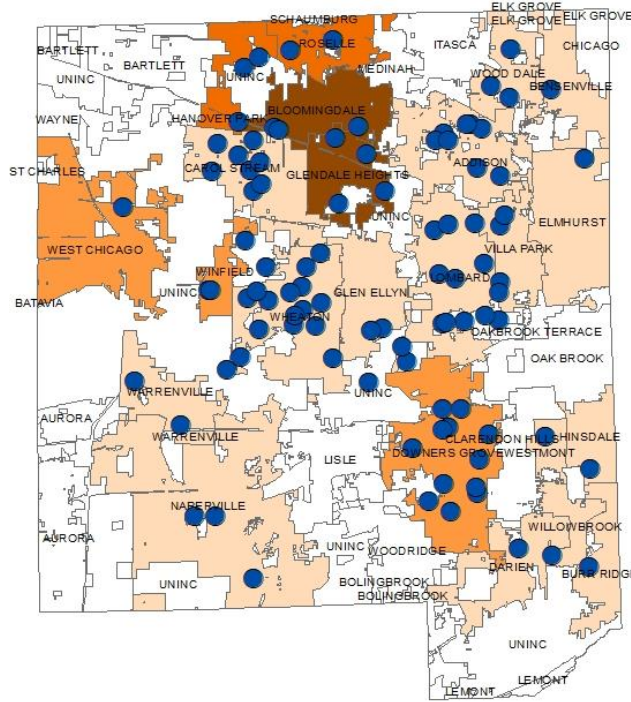 ELK GROVE
SCHAUMBURG
ELK GROVE
ELK GROVE
BARTLETT
ROSELLE
ITASCA
CHICAGO
BARTLETT
MEDINAH
UNINC
UNINC
WOOD DALE
BENSENVILLE
WAYNE
HANOVER PARK
BLOOMINGDALE
ST CHARLES
CAROL STREAM
GLENDALE HEIGHTS
ADDISON
UNINC
ELMHURST
WEST CHICAGO
VILLA PARK
WINFIELD
LOMBARD
UNINC
GLEN ELLYN
BATAVIA
WHEATON
OAKBROOK TERRACE
OAK BROOK
WARRENVILLE
UNINC
AURORA
WARRENVILLE
CLARENDON HILLS
HINSDALE
LISLE
DOWNERS GROVE
WESTMONT
NAPERVILLE
WILLOWBROOK
AURORA
UNINC
WOODRIDGE
DARIEN
BURR RIDGE
UNINC
BOLINGBROOK
BOLINGBROOK
UNINC
LEMONT
LEMONT